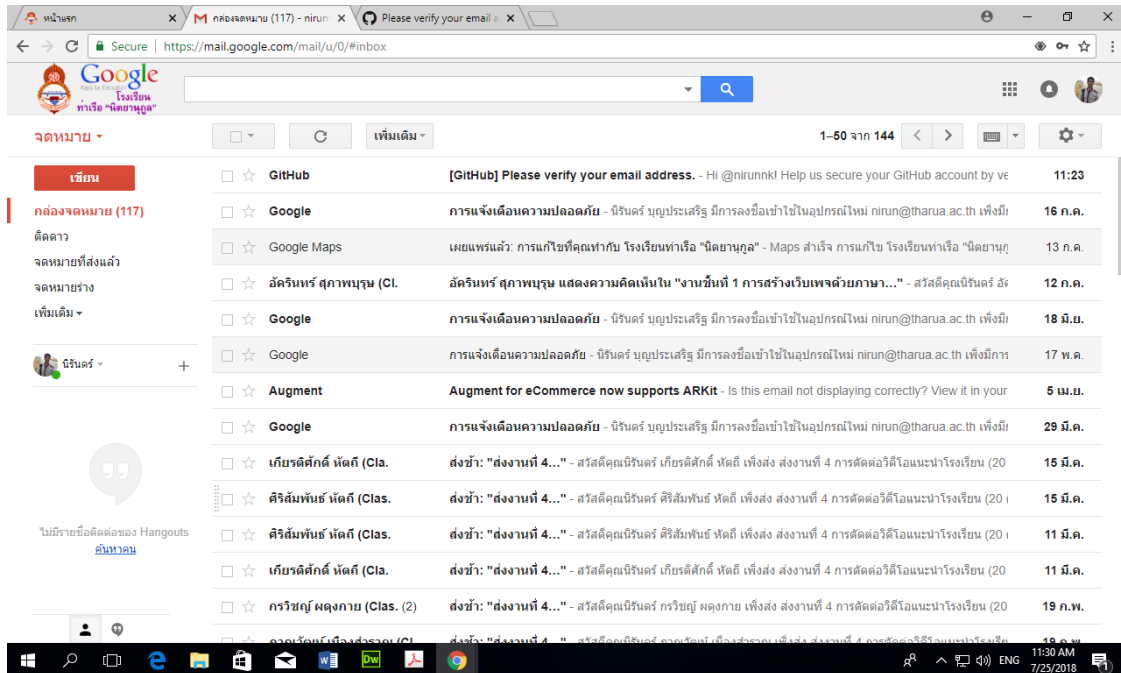 หน้าแรก
กล่องจดหมาย (117) - nirun
Please verify your email a
Secure | https://mail.google.com/mail/u/0/#inbox
Google
Apps for Education
โรงเรียน
ท่าเรือ "นิตยานุกูล"
จดหมาย
เพิ่มเติม
1–50 จาก 144
เขียน
กล่องจดหมาย (117)
ติดดาว
จดหมายที่ส่งแล้ว
จดหมายร่าง
เพิ่มเติม
นิรันดร์
ไม่มีรายชื่อติดต่อของ Hangouts
ค้นหาคน
GitHub [GitHub] Please verify your email address. - Hi @nirunnk! Help us secure your GitHub account by ve 11:23
Google การแจ้งเตือนความปลอดภัย - นิรันดร์ บุญประเสริฐ มีการลงชื่อเข้าใช้ในอุปกรณ์ใหม่ nirun@tharua.ac.th เพิ่งมี 16 ก.ค.
Google Maps เผยแพร่แล้ว: การแก้ไขที่คุณทำกับ โรงเรียนท่าเรือ "นิตยานุกูล" - Maps สำเร็จ การแก้ไข โรงเรียนท่าเรือ "นิตยานุ 13 ก.ค.
อัครินทร์ สุภาพบุรุษ (Cl. อัครินทร์ สุภาพบุรุษ แสดงความคิดเห็นใน "งานชิ้นที่ 1 การสร้างเว็บเพจด้วยภาษา…" - สวัสดีคุณนิรันดร์ อั 12 ก.ค.
Google การแจ้งเตือนความปลอดภัย - นิรันดร์ บุญประเสริฐ มีการลงชื่อเข้าใช้ในอุปกรณ์ใหม่ nirun@tharua.ac.th เพิ่งมี 18 มิ.ย.
Google การแจ้งเตือนความปลอดภัย - นิรันดร์ บุญประเสริฐ มีการลงชื่อเข้าใช้ในอุปกรณ์ใหม่ nirun@tharua.ac.th เพิ่งมีการ 17 พ.ค.
Augment Augment for eCommerce now supports ARKit - Is this email not displaying correctly? View it in your 5 เม.ย.
Google การแจ้งเตือนความปลอดภัย - นิรันดร์ บุญประเสริฐ มีการลงชื่อเข้าใช้ในอุปกรณ์ใหม่ nirun@tharua.ac.th เพิ่งมี 29 มี.ค.
เกียรติศักดิ์ หัตถี (Cla. ส่งช้า: "ส่งงานที่ 4…" - สวัสดีคุณนิรันดร์ เกียรติศักดิ์ หัตถี เพิ่งส่ง ส่งงานที่ 4 การตัดต่อวิดีโอแนะนำโรงเรียน (20 15 มี.ค.
ศิริสัมพันธ์ หัตถี (Clas. ส่งช้า: "ส่งงานที่ 4…" - สวัสดีคุณนิรันดร์ ศิริสัมพันธ์ หัตถี เพิ่งส่ง ส่งงานที่ 4 การตัดต่อวิดีโอแนะนำโรงเรียน (20 15 มี.ค.
ศิริสัมพันธ์ หัตถี (Clas. ส่งช้า: "ส่งงานที่ 4…" - สวัสดีคุณนิรันดร์ ศิริสัมพันธ์ หัตถี เพิ่งส่ง ส่งงานที่ 4 การตัดต่อวิดีโอแนะนำโรงเรียน (20 11 มี.ค.
เกียรติศักดิ์ หัตถี (Cla. ส่งช้า: "ส่งงานที่ 4…" - สวัสดีคุณนิรันดร์ เกียรติศักดิ์ หัตถี เพิ่งส่ง ส่งงานที่ 4 การตัดต่อวิดีโอแนะนำโรงเรียน (20 11 มี.ค.
กรวิชญ์ ผดุงกาย (Clas. (2) ส่งช้า: "ส่งงานที่ 4…" - สวัสดีคุณนิรันดร์ กรวิชญ์ ผดุงกาย เพิ่งส่ง ส่งงานที่ 4 การตัดต่อวิดีโอแนะนำโรงเรียน (20 19 ก.พ.
ENG
11:30 AM
7/25/2018